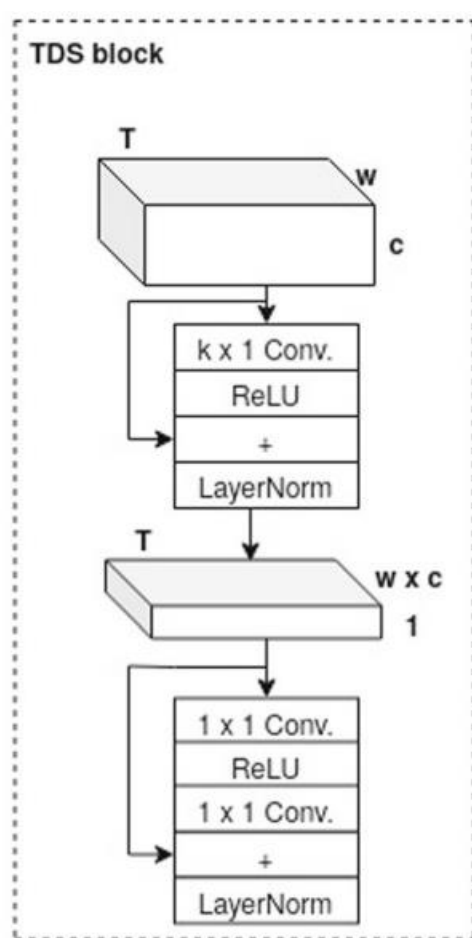 TDS block
T
w
c
k x 1 Conv.
ReLU
+
LayerNorm
T
w x c
1
1 x 1 Conv.
ReLU
1 x 1 Conv.
+
LayerNorm